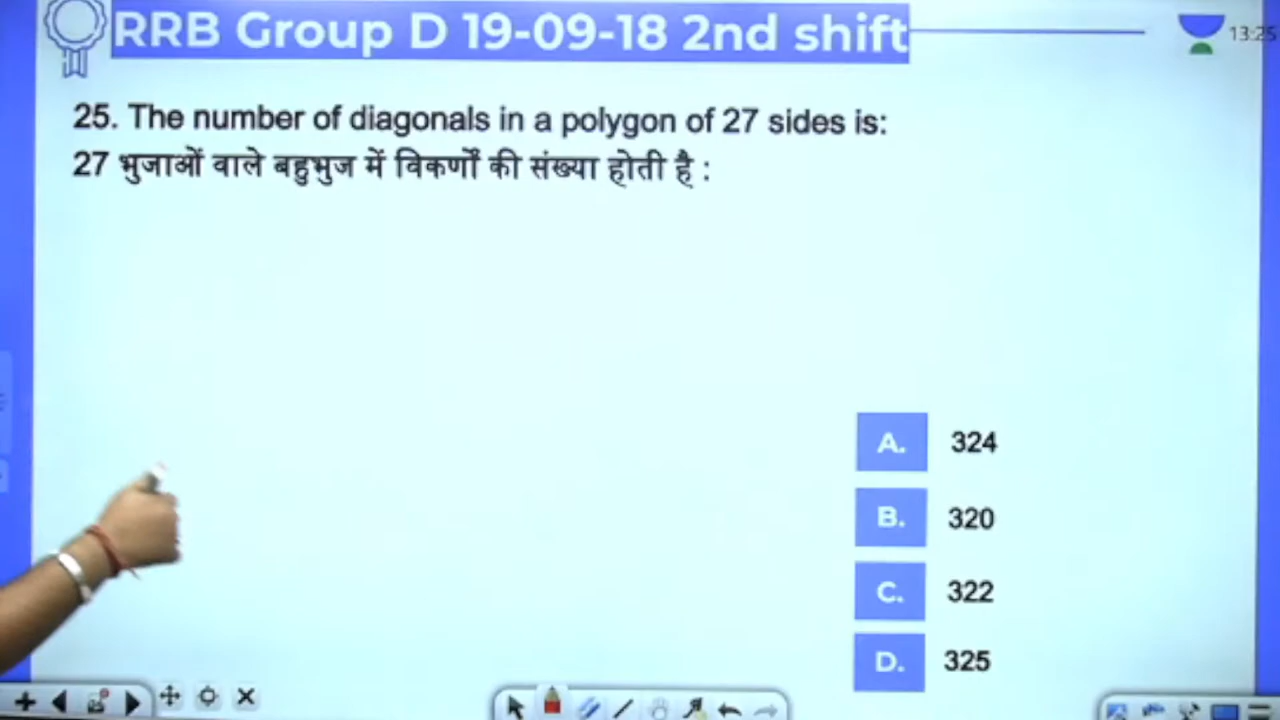 RRB Group D 19-09-18 2nd shift
13:25
25. The number of diagonals in a polygon of 27 sides is:
27 भुजाओं वाले बहुभुज में विकर्णों की संख्या होती है :
A. 324
B. 320
C. 322
D. 325